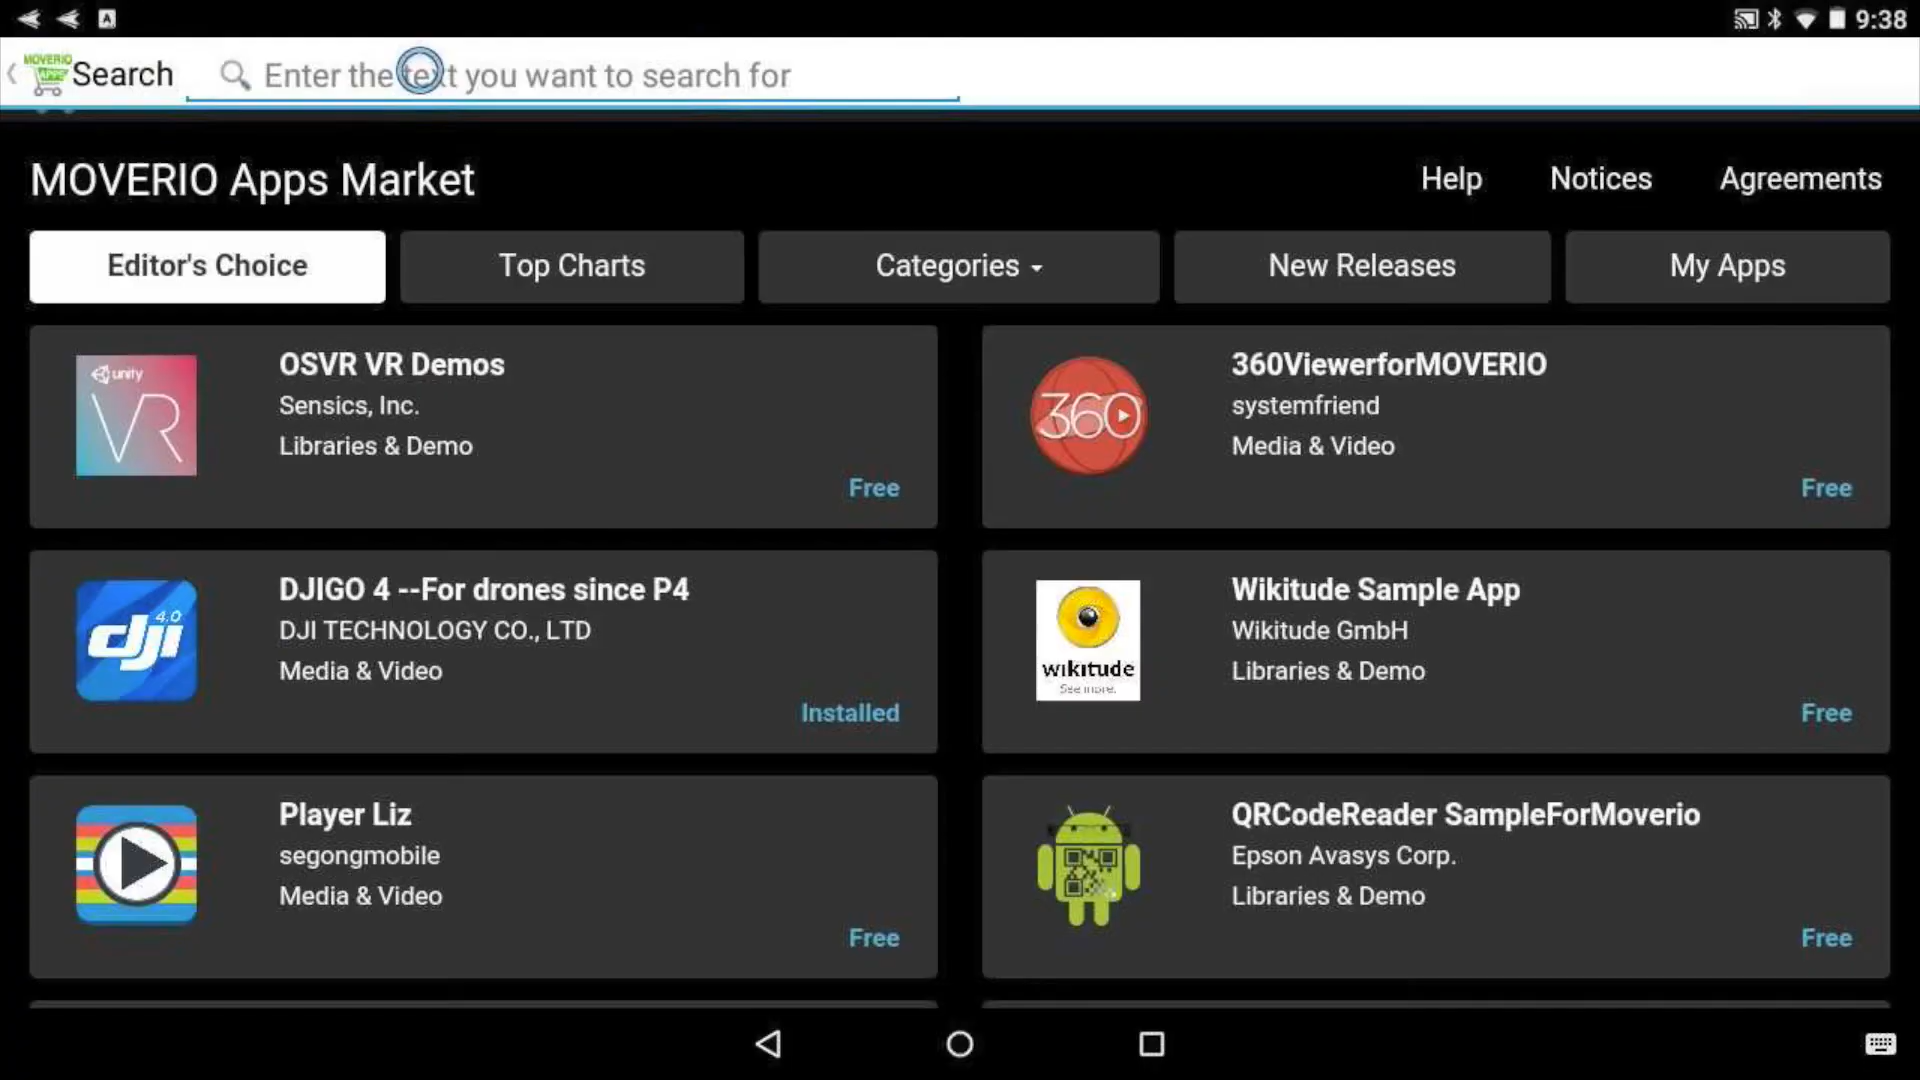 9:38
MOVERIO
APPS
Search
Enter the text you want to search for
MOVERIO Apps Market
Help
Notices
Agreements
Editor's Choice
Top Charts
Categories
New Releases
My Apps
unity
VR
OSVR VR Demos
Sensics, Inc.
Libraries & Demo
Free
360
360ViewerforMOVERIO
systemfriend
Media & Video
Free
4.0
dji
DJIGO 4 --For drones since P4
DJI TECHNOLOGY CO., LTD
Media & Video
Installed
wikitude
See more.
Wikitude Sample App
Wikitude GmbH
Libraries & Demo
Free
Player Liz
segongmobile
Media & Video
Free
QRCodeReader SampleForMoverio
Epson Avasys Corp.
Libraries & Demo
Free